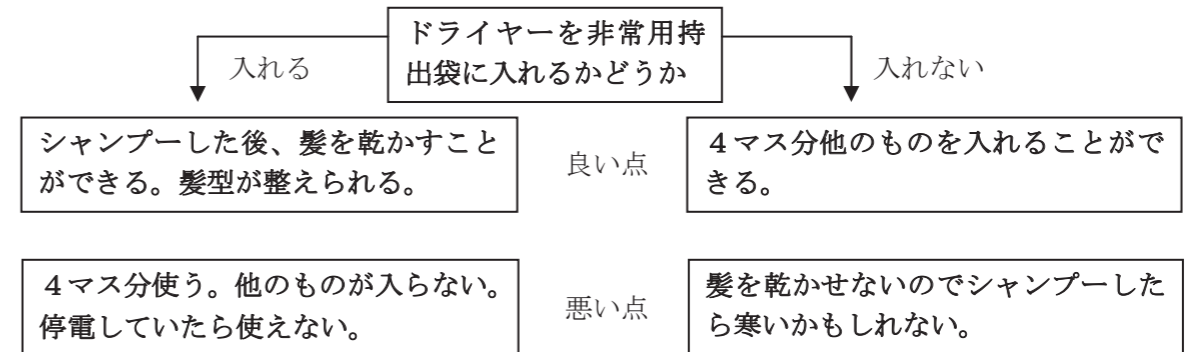 ドライヤーを非常用持
出袋に入れるかどうか
入れる
入れない
シャンプーした後、髪を乾かすこと
ができる。髪型が整えられる。
良い点
４マス分他のものを入れることがで
きる。
４マス分使う。他のものが入らない。
停電していたら使えない。
悪い点
髪を乾かせないのでシャンプーした
ら寒いかもしれない。